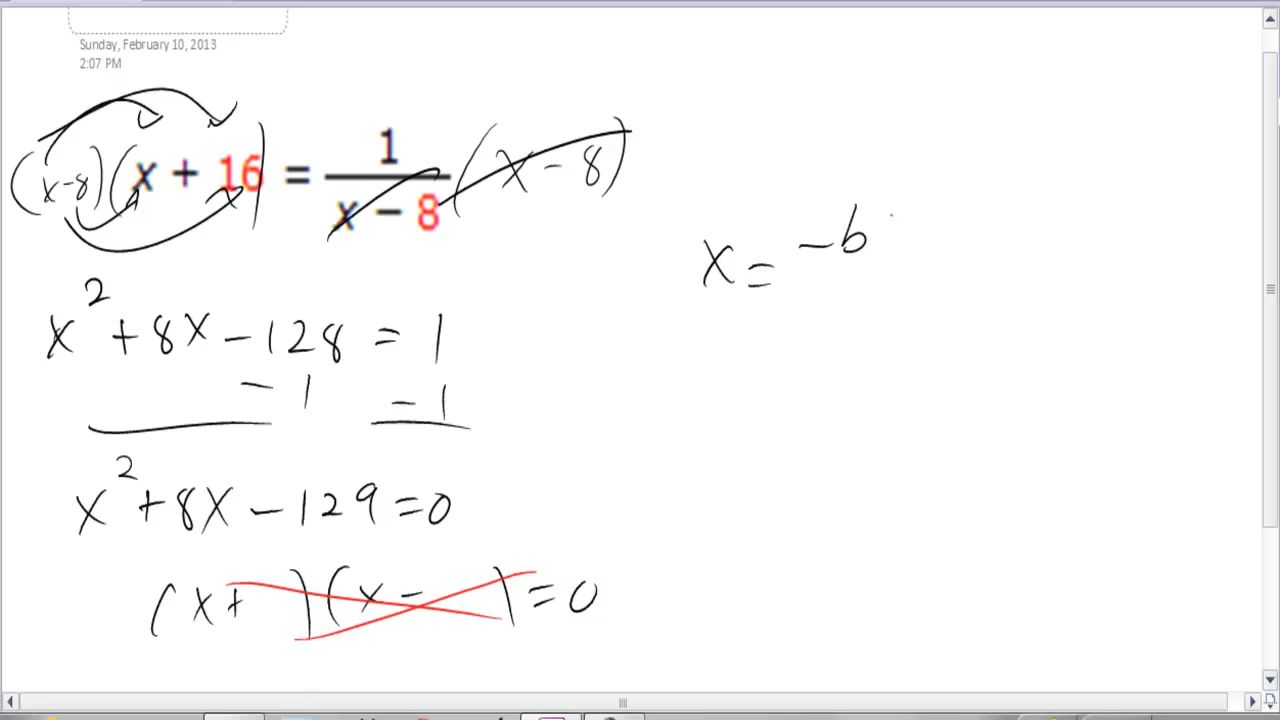 Sunday, February 10, 2013
2:07 PM
(x-8)(x + 16) = 1/(x - 8) (x - 8)
x² + 8x - 128 = 1
- 1 - 1
x² + 8x - 129 = 0
(x + )(x - ) = 0
x = -b